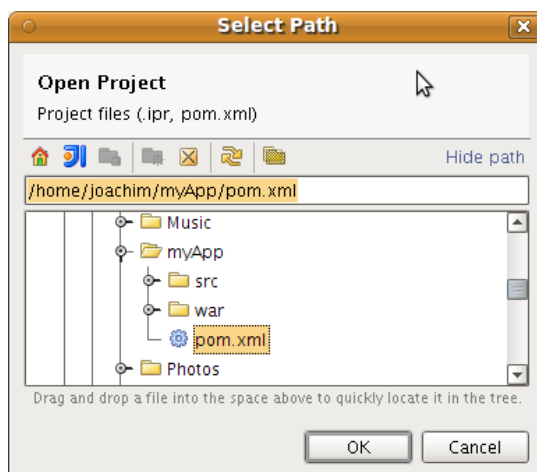 Select Path
Open Project
Project files (.ipr, pom.xml)
Hide path
/home/joachim/myApp/pom.xml
Music
myApp
src
war
pom.xml
Photos
Drag and drop a file into the space above to quickly locate it in the tree.
OK Cancel